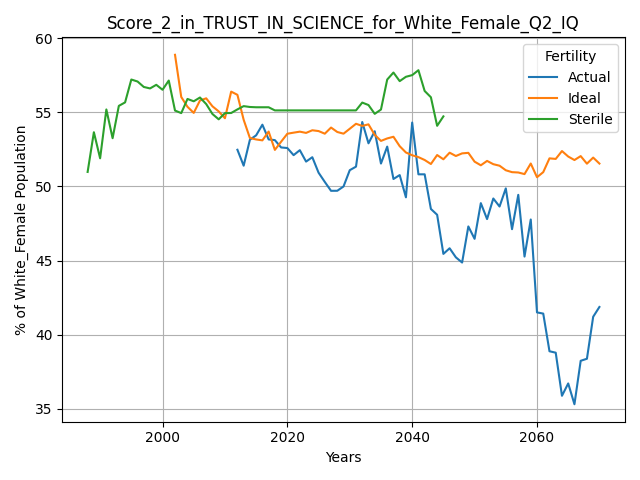 Score_2_in_TRUST_IN_SCIENCE_for_White_Female_Q2_IQ
% of White_Female Population
60
55
50
45
40
35
Fertility
Actual
Ideal
Sterile
2000
2020
2040
2060
Years